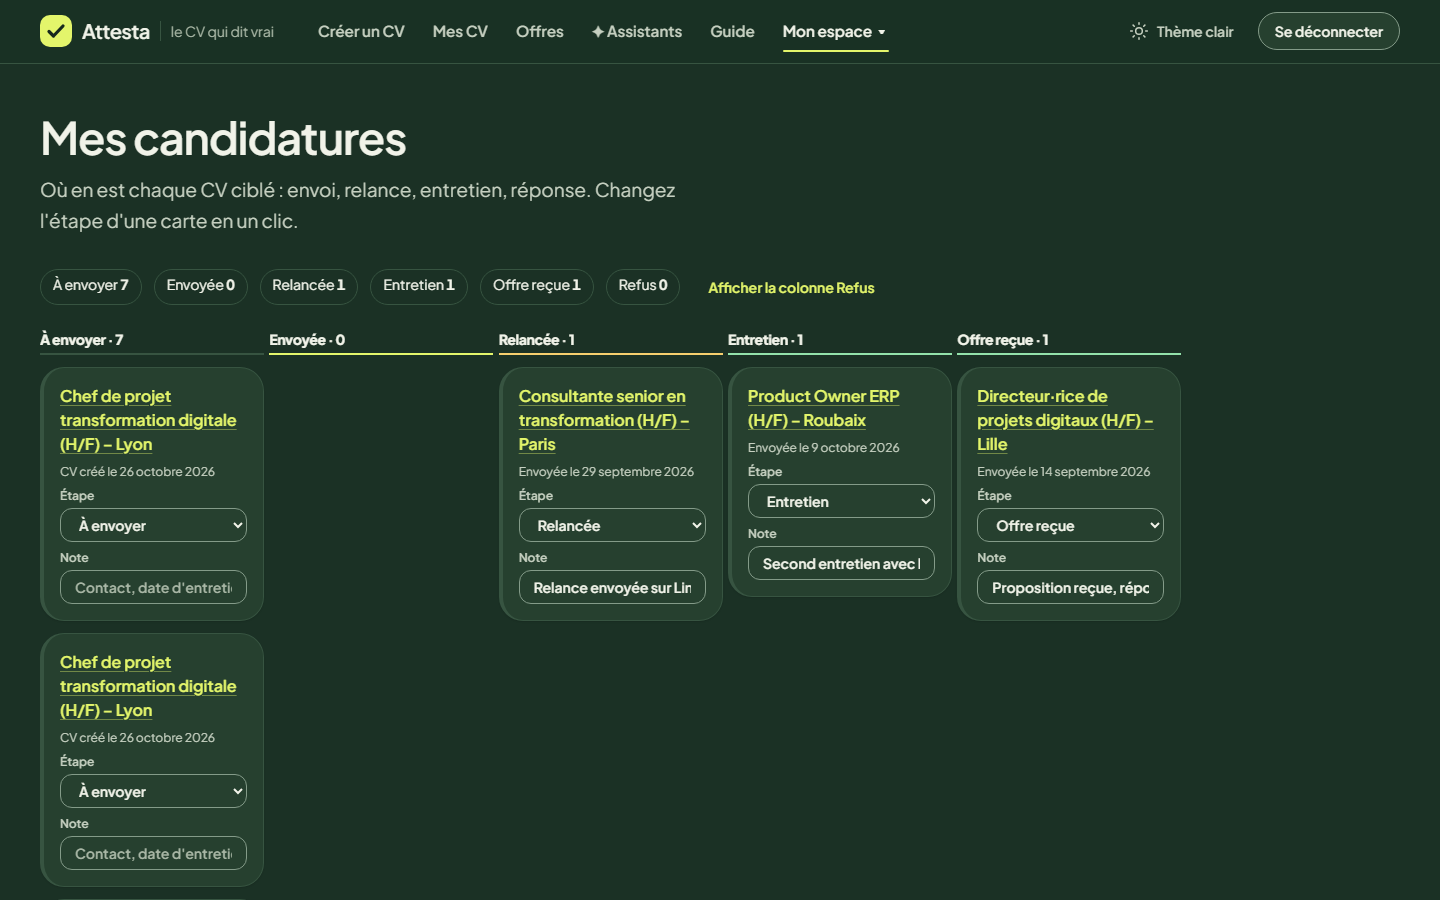 Attesta
le CV qui dit vrai
Créer un CV
Mes CV
Offres
Assistants
Guide
Mon espace
Thème clair
Se déconnecter
Mes candidatures
Où en est chaque CV ciblé : envoi, relance, entretien, réponse. Changez
l'étape d'une carte en un clic.
À envoyer 7
Envoyée 0
Relancée 1
Entretien 1
Offre reçue 1
Refus 0
Afficher la colonne Refus
À envoyer · 7
Chef de projet
transformation digitale
(H/F) – Lyon
CV créé le 26 octobre 2026
Étape
À envoyer
Note
Contact, date d'entreti
Chef de projet
transformation digitale
(H/F) – Lyon
CV créé le 26 octobre 2026
Étape
À envoyer
Note
Contact, date d'entreti
Envoyée · 0
Relancée · 1
Consultante senior en
transformation (H/F) –
Paris
Envoyée le 29 septembre 2026
Étape
Relancée
Note
Relance envoyée sur Lin
Entretien · 1
Product Owner ERP
(H/F) – Roubaix
Envoyée le 9 octobre 2026
Étape
Entretien
Note
Second entretien avec
Offre reçue · 1
Directeur·rice de
projets digitaux (H/F) –
Lille
Envoyée le 14 septembre 2026
Étape
Offre reçue
Note
Proposition reçue, répo